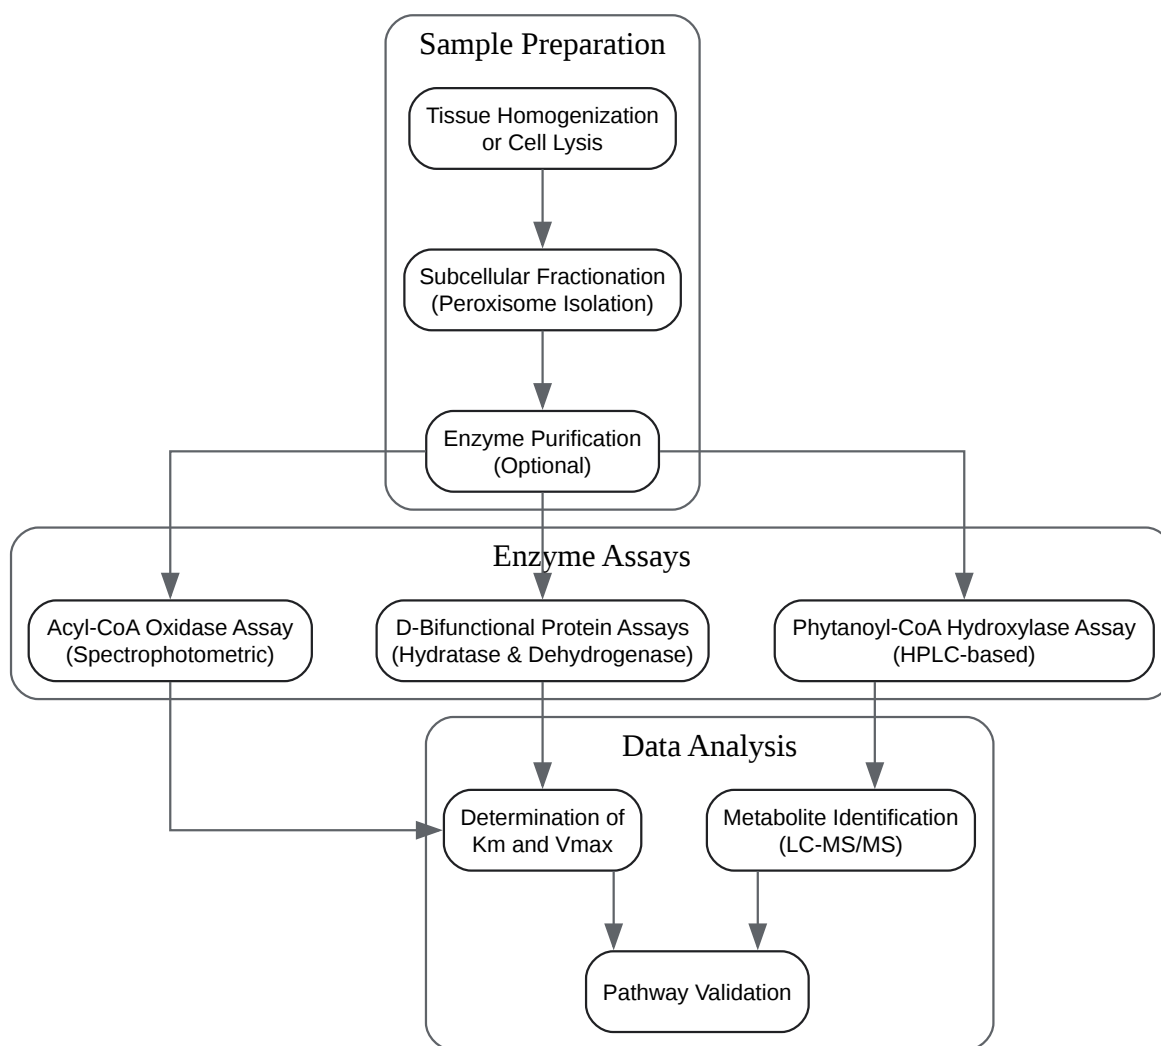 Sample Preparation
Tissue Homogenization
or Cell Lysis
Subcellular Fractionation
(Peroxisome Isolation)
Enzyme Purification
(Optional)
Enzyme Assays
Acyl-CoA Oxidase Assay
(Spectrophotometric)
D-Bifunctional Protein Assays
(Hydratase & Dehydrogenase)
Phytanoyl-CoA Hydroxylase Assay
(HPLC-based)
Data Analysis
Determination of
Km and Vmax
Metabolite Identification
(LC-MS/MS)
Pathway Validation